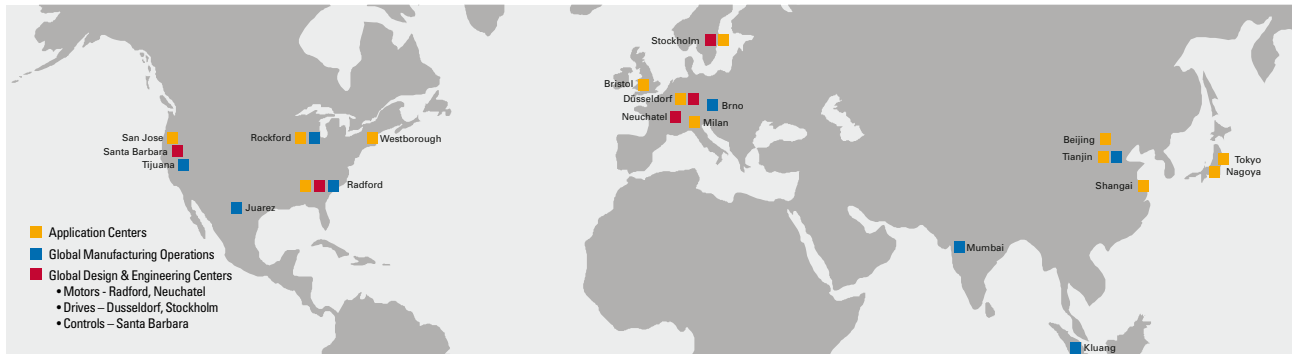 Stockholm
Bristol
Düsseldorf
Brno
Neuchatel
Milan
San Jose
Rockford
Westborough
Santa Barbara
Tijuana
Radford
Juarez
Beijing
Tianjin
Tokyo
Nagoya
Shangai
Mumbai
Kluang
Application Centers
Global Manufacturing Operations
Global Design & Engineering Centers
• Motors - Radford, Neuchatel
• Drives – Dusseldorf, Stockholm
• Controls – Santa Barbara